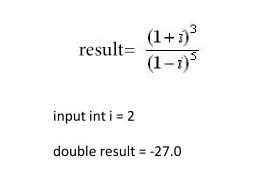 result= (1+i)³ / (1−i)⁵
input int i = 2
double result = -27.0